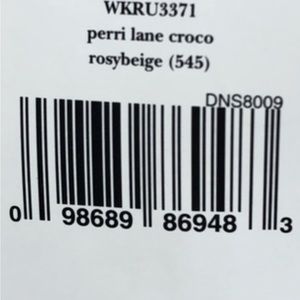 WKRU3371
perri lane croco
rosybeige (545)
DNS8009
0 98689 86948 3